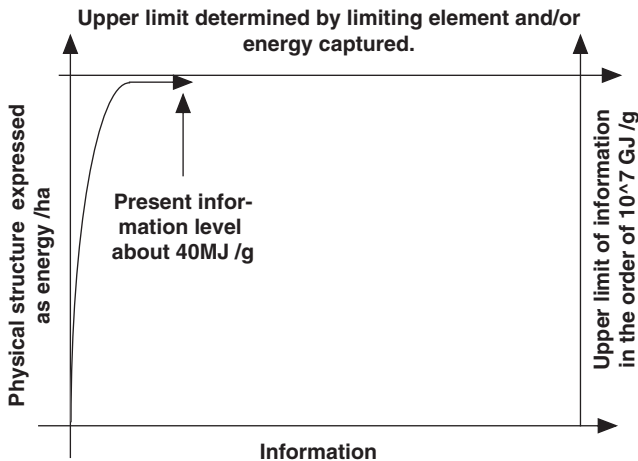 Upper limit determined by limiting element and/or
energy captured.
Physical structure expressed
as energy /ha
Present infor-
mation level
about 40MJ /g
Upper limit of information
in the order of 10^7 GJ /g
Information